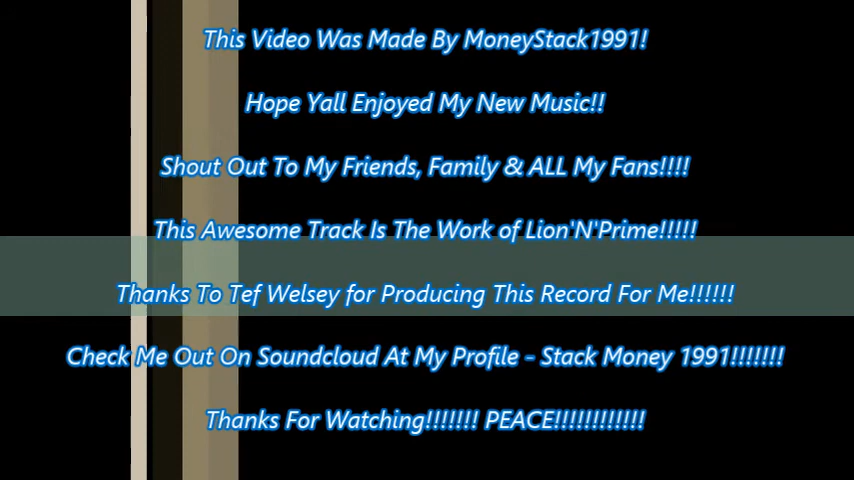 This Video Was Made By MoneyStack1991!
Hope Yall Enjoyed My New Music!!
Shout Out To My Friends, Family & ALL My Fans!!!!
This Awesome Track Is The Work of Lion'N'Prime!!!!!
Thanks To Tef Welsey for Producing This Record For Me!!!!!!
Check Me Out On Soundcloud At My Profile - Stack Money 1991!!!!!!!
Thanks For Watching!!!!!!! PEACE!!!!!!!!!!!!